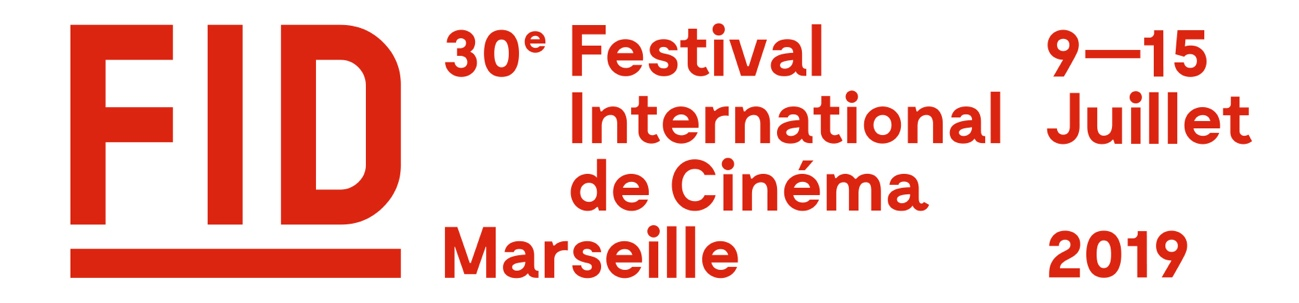 FID
30e Festival
International
de Cinéma
Marseille
9—15
Juillet
2019